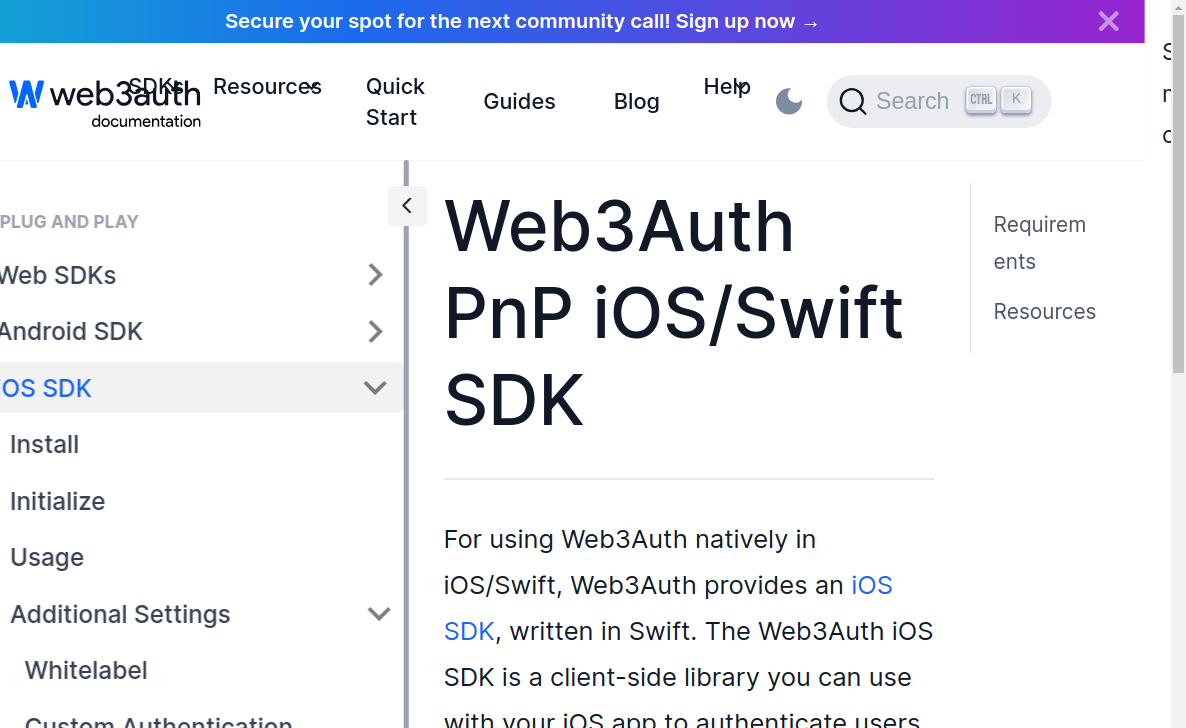 Secure your spot for the next community call! Sign up now →
web3auth
documentation
SDKs
Resources
Quick
Start
Guides
Blog
Help
Search
CTRL
K
PLUG AND PLAY
Web SDKs
Android SDK
iOS SDK
Install
Initialize
Usage
Additional Settings
Whitelabel
Custom Authentication
Web3Auth
PnP iOS/Swift
SDK
For using Web3Auth natively in
iOS/Swift, Web3Auth provides an iOS
SDK, written in Swift. The Web3Auth iOS
SDK is a client-side library you can use
with your iOS app to authenticate users
Requirem
ents
Resources